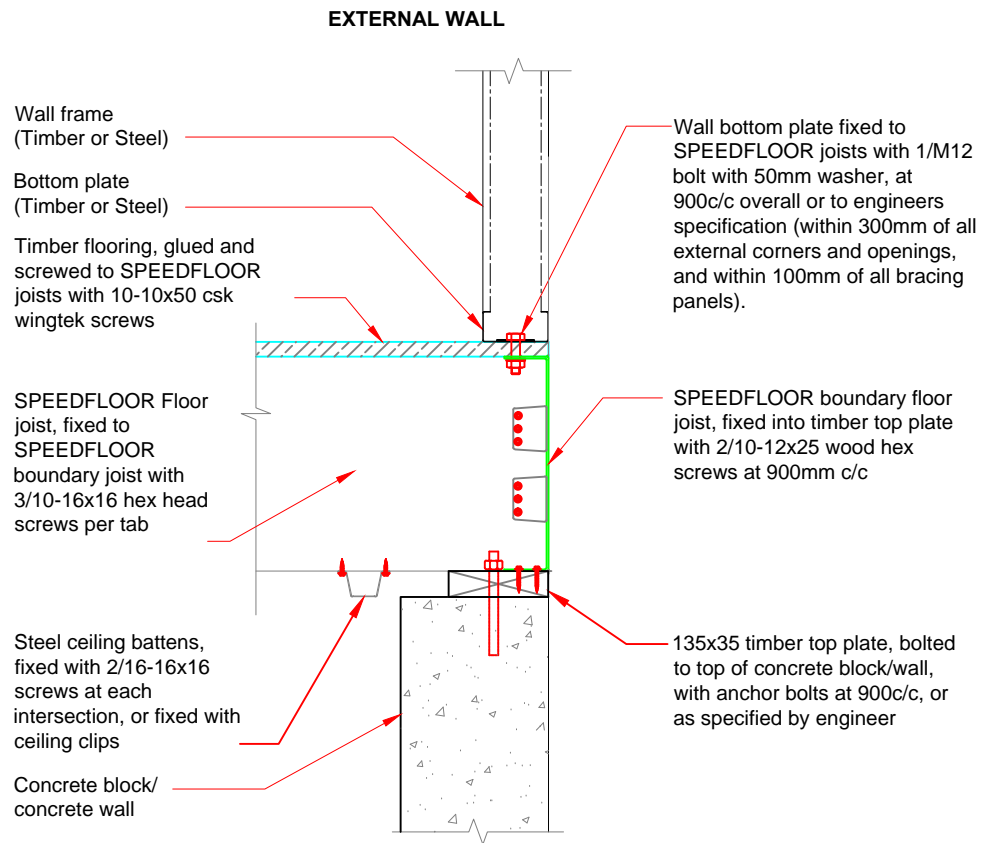 EXTERNAL WALL
Wall frame
(Timber or Steel)
Bottom plate
(Timber or Steel)
Timber flooring, glued and
screwed to SPEEDFLOOR
joists with 10-10x50 csk
wingtek screws
SPEEDFLOOR Floor
joist, fixed to
SPEEDFLOOR
boundary joist with
3/10-16x16 hex head
screws per tab
Steel ceiling battens,
fixed with 2/16-16x16
screws at each
intersection, or fixed with
ceiling clips
Concrete block/
concrete wall
Wall bottom plate fixed to
SPEEDFLOOR joists with 1/M12
bolt with 50mm washer, at
900c/c overall or to engineers
specification (within 300mm of all
external corners and openings,
and within 100mm of all bracing
panels).
SPEEDFLOOR boundary floor
joist, fixed into timber top plate
with 2/10-12x25 wood hex
screws at 900mm c/c
135x35 timber top plate, bolted
to top of concrete block/wall,
with anchor bolts at 900c/c, or
as specified by engineer